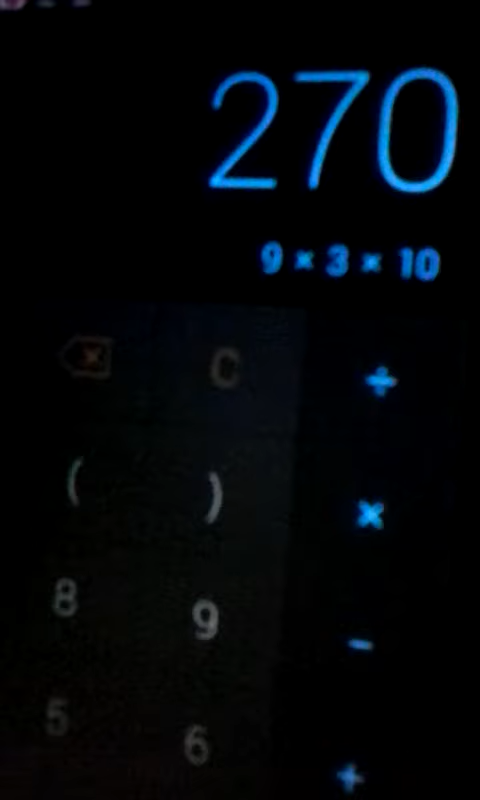 270
9 × 3 × 10
C ÷
( ) ×
8 9 -
5 6 +